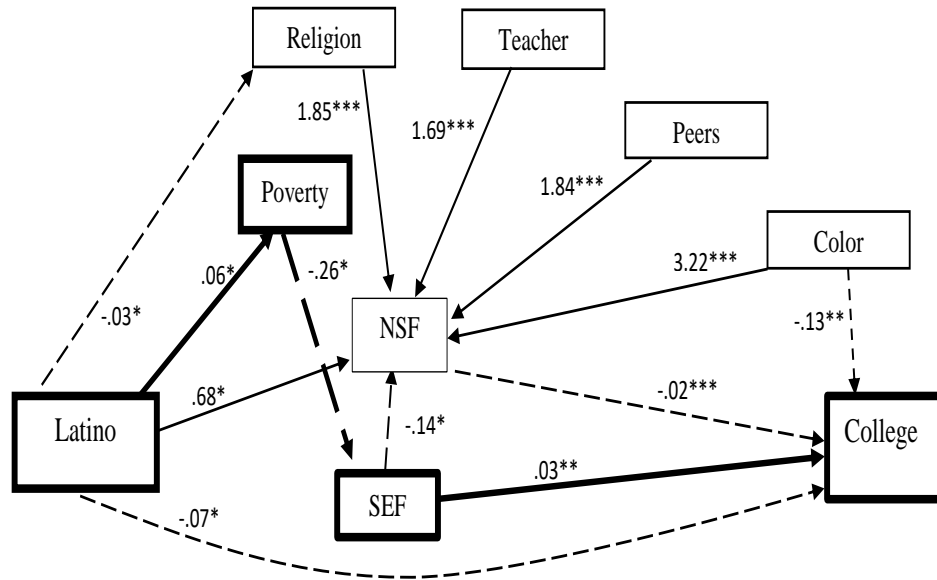 Religion
Teacher
1.85***
1.69***
Peers
Poverty
1.84***
Color
.06*
-.26*
3.22***
-.03*
NSF
-.13**
.68*
-.02***
Latino
-.14*
College
.03**
SEF
-.07*